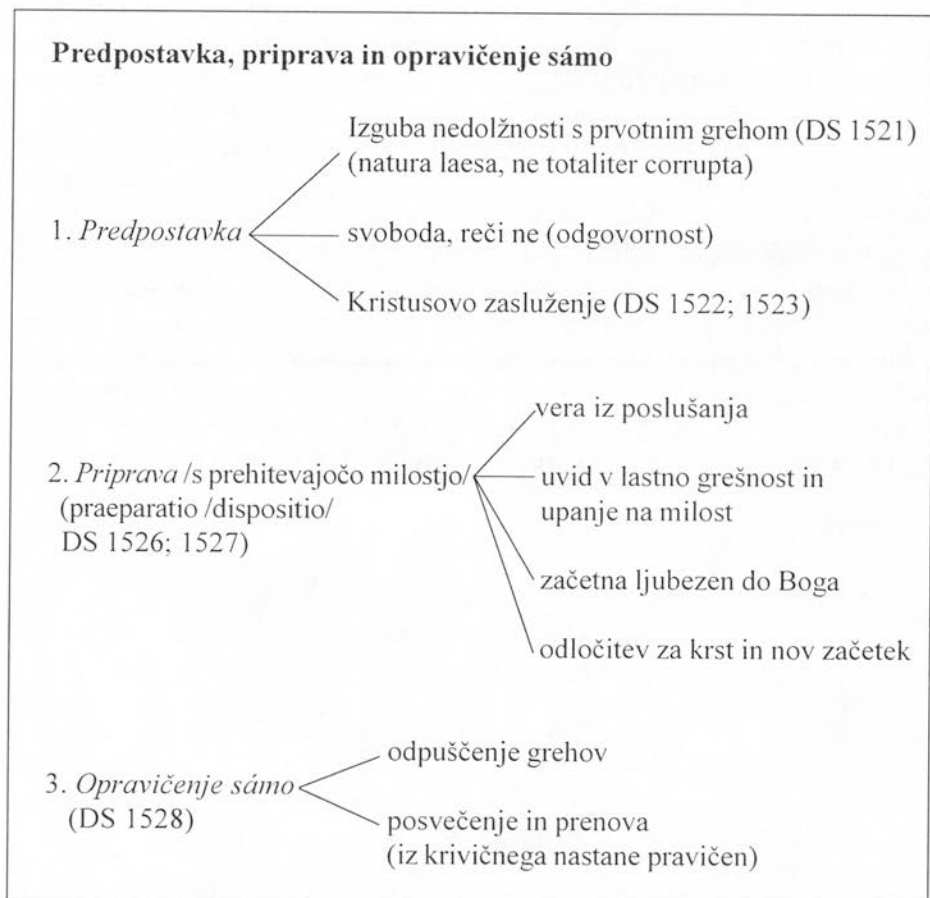 Predpostavka, priprava in opravičenje sámo
Izguba nedolžnosti s prvotnim grehom (DS 1521)
(natura laesa, ne totaliter corrupta)
1. Predpostavka
svoboda, reči ne (odgovornost)
Kristusovo zasluženje (DS 1522; 1523)
vera iz poslušanja
2. Priprava /s prehitevajočo milostjo/
(praeparatio /dispositio/
DS 1526; 1527)
uvid v lastno grešnost in
upanje na milost
začetna ljubezen do Boga
odločitev za krst in nov začetek
3. Opravičenje sámo
(DS 1528)
odpuščenje grehov
posvečenje in prenova
(iz krivičnega nastane pravičen)